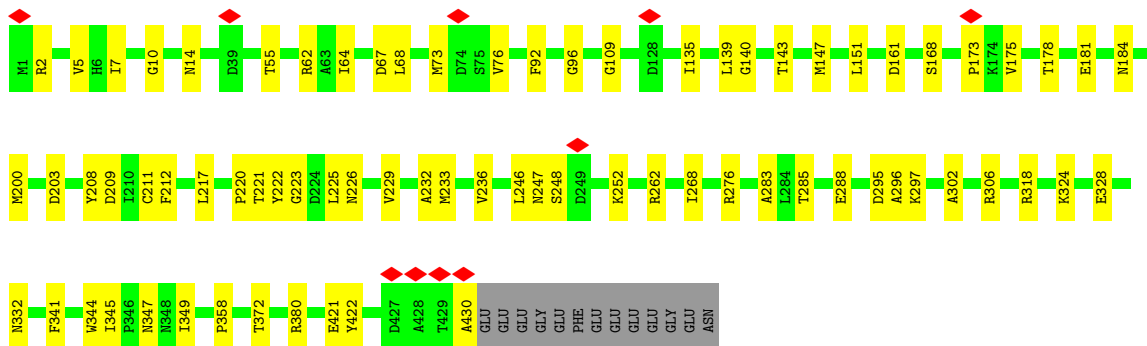 M1 R2 V5 H6 I7 G10 N14 D39 T55 R62 A63 I64 D67 L68 M73 D74 S75 V76 F92 G96 G109 D128 I135 L139 G140 T143 M147 L151 D161 S168 P173 K174 V175 T178 E181 N184
M200 D203 Y208 D209 I210 C211 F212 L217 P220 T221 Y222 G223 D224 L225 N226 V229 A232 M233 V236 L246 N247 S248 D249 K252 R262 I268 R276 A283 L284 T285 E288 D295 A296 K297 A302 R306 R318 K324 E328
N332 F341 W344 I345 P346 N347 N348 I349 P358 T372 R380 E421 Y422 D427 A428 T429 A430 GLU GLU GLU GLY GLU PHE GLU GLU GLU GLU GLY GLU ASN